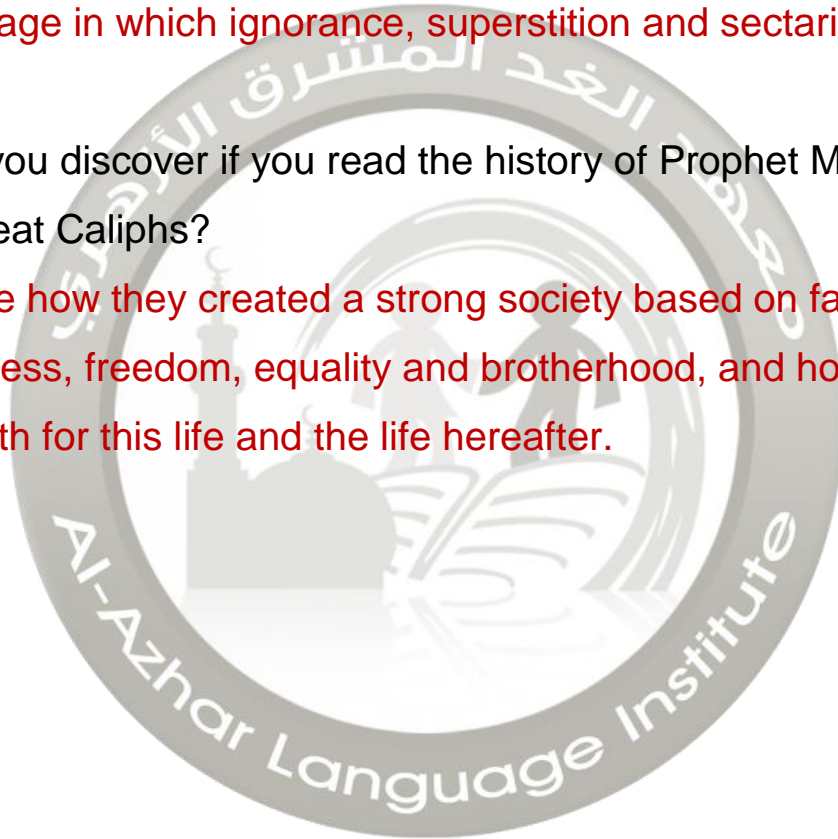 age in which ignorance, superstition and sectari
معهد الغد المشرق الأزهري
you discover if you read the history of Prophet M
eat Caliphs?
e how they created a strong society based on fa
ess, freedom, equality and brotherhood, and ho
th for this life and the life hereafter.
Al-Azhar Language Institute